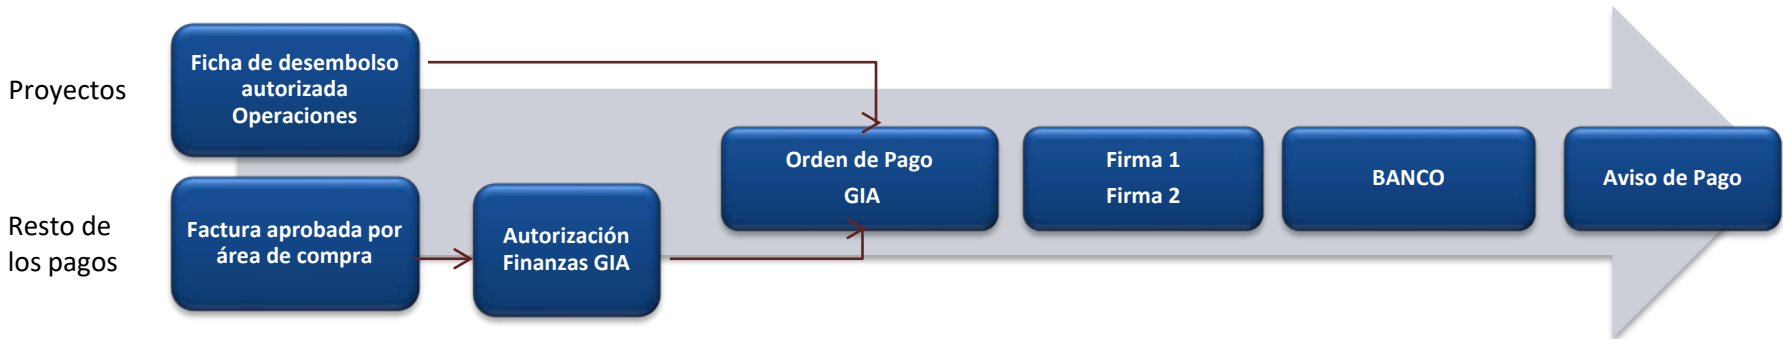 Proyectos
Ficha de desembolso
autorizada
Operaciones
Resto de
los pagos
Factura aprobada por
área de compra
Autorización
Finanzas GIA
Orden de Pago
GIA
Firma 1
Firma 2
BANCO
Aviso de Pago